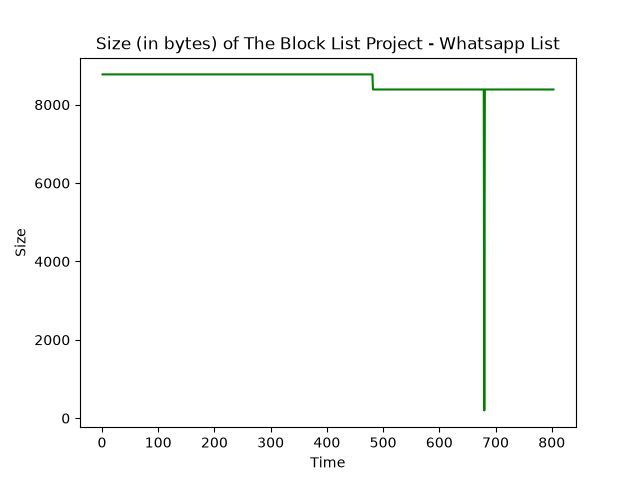 Size (in bytes) of The Block List Project - Whatsapp List
8000
6000
4000
2000
0
Size
0 100 200 300 400 500 600 700 800
Time